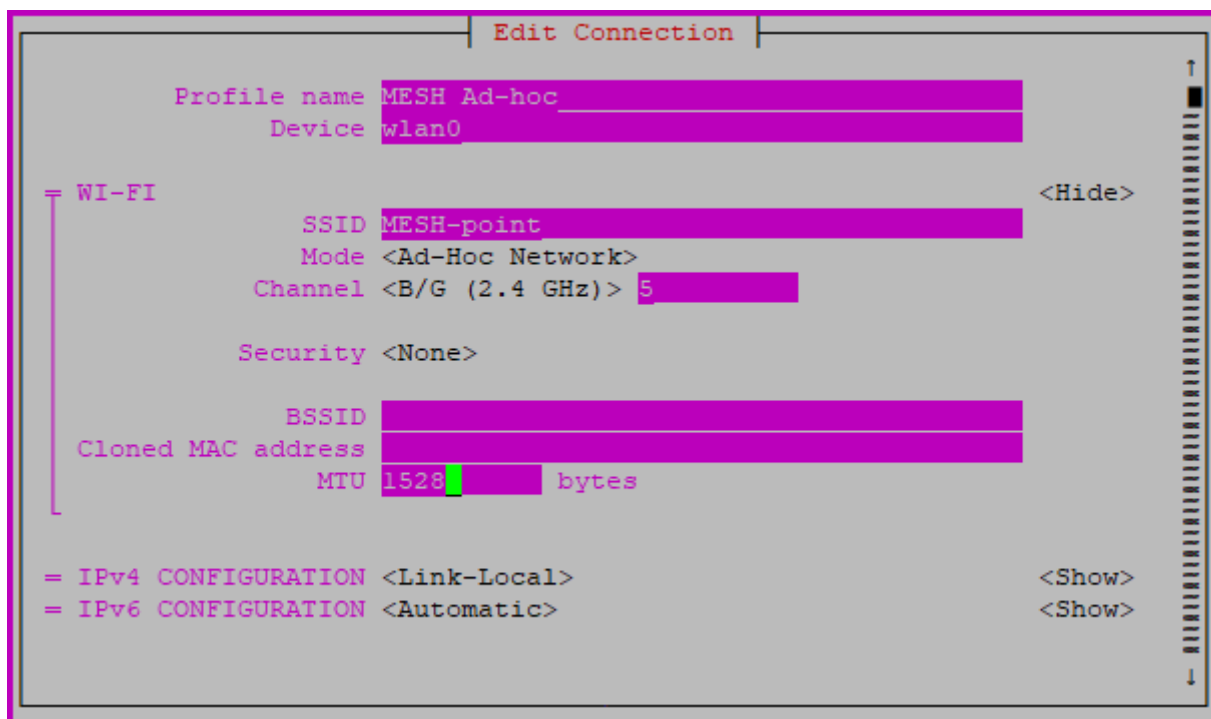 Edit Connection
Profile name MESH Ad-hoc
Device wlan0
WI-FI <Hide>
SSID MESH-point
Mode <Ad-Hoc Network>
Channel <B/G (2.4 GHz)> 5
Security <None>
BSSID
Cloned MAC address
MTU 1528 bytes
= IPv4 CONFIGURATION <Link-Local> <Show>
= IPv6 CONFIGURATION <Automatic> <Show>